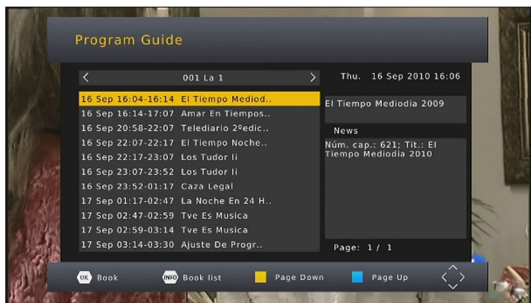 Program Guide
001 La 1
Thu. 16 Sep 2010 16:06
16 Sep 16:04-16:14 El Tiempo Mediod..
16 Sep 16:14-17:07 Amar En Tiempos..
16 Sep 20:58-22:07 Telediario 2ªedic..
16 Sep 22:07-22:17 El Tiempo Noche..
16 Sep 22:17-23:07 Los Tudor Ii
16 Sep 23:07-23:52 Los Tudor Ii
16 Sep 23:52-01:17 Caza Legal
17 Sep 01:17-02:47 La Noche En 24 H..
17 Sep 02:47-02:59 Tve Es Musica
17 Sep 02:59-03:14 Tve Es Musica
17 Sep 03:14-03:30 Ajuste De Progr..
El Tiempo Mediodia 2009
News
Núm. cap.: 621; Tit.: El
Tiempo Mediodia 2010
Page: 1/ 1
OK Book
INFO Book list
Page Down
Page Up